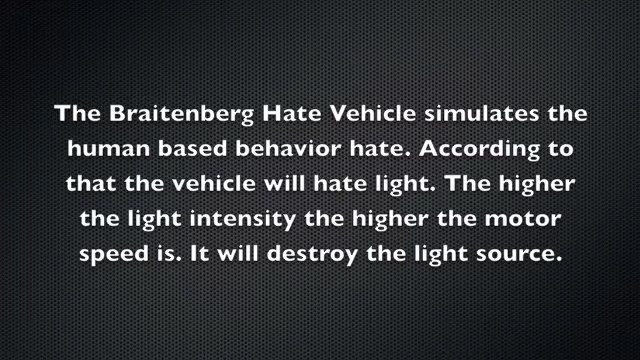 The Braitenberg Hate Vehicle simulates the
human based behavior hate. According to
that the vehicle will hate light. The higher
the light intensity the higher the motor
speed is. It will destroy the light source.